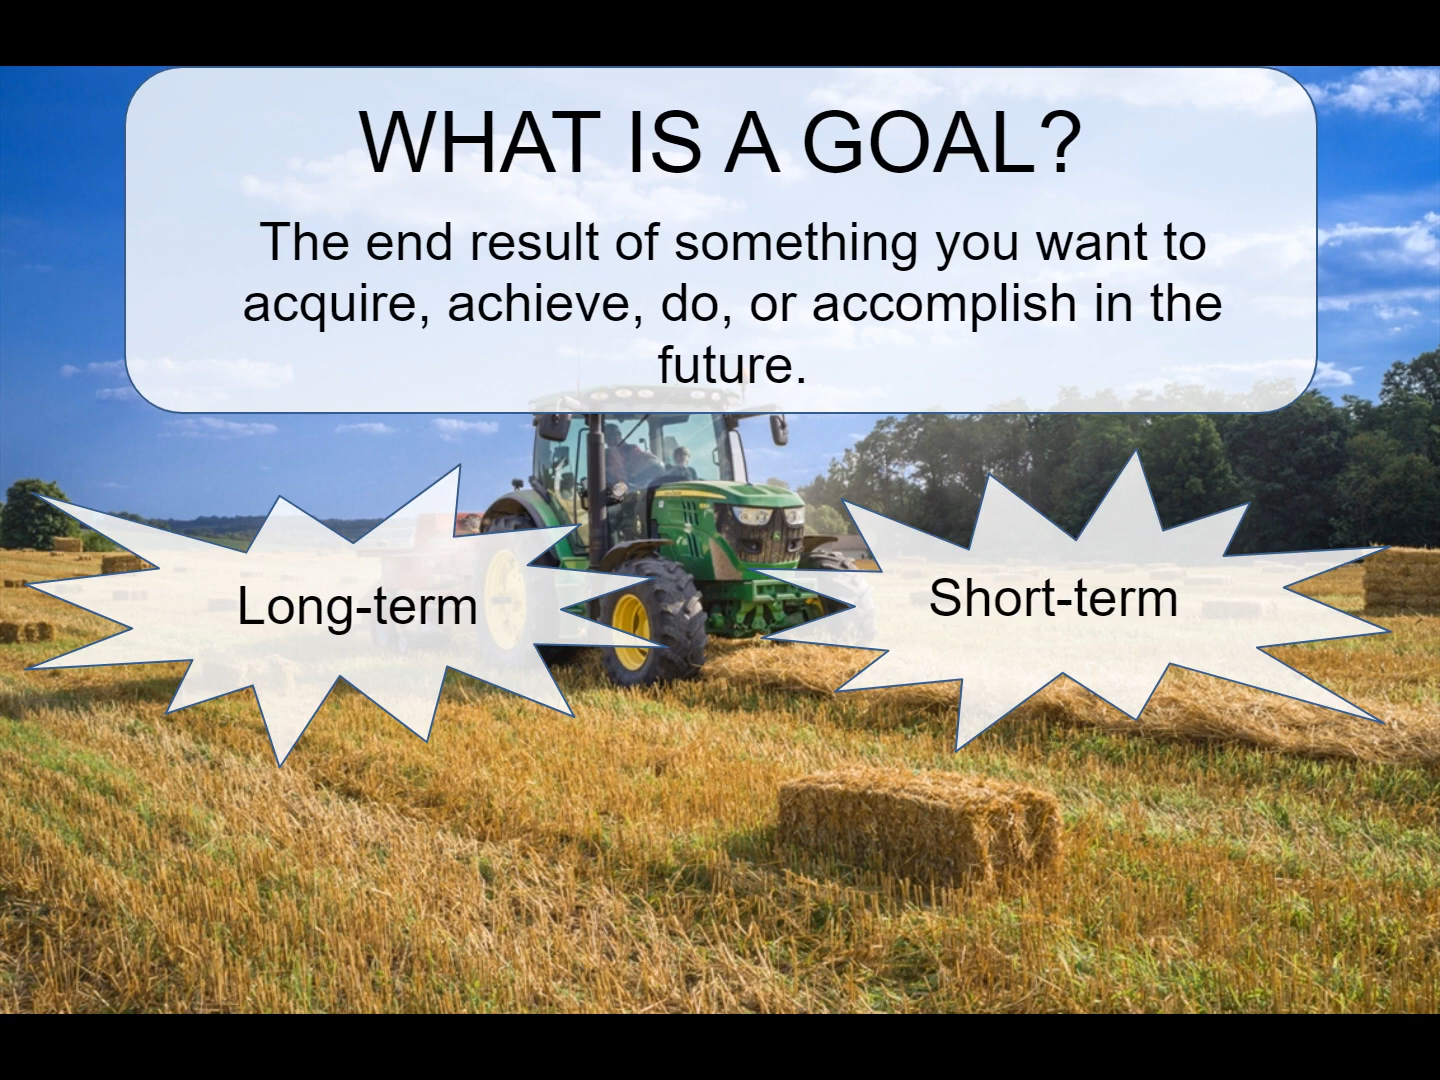 WHAT IS A GOAL?
The end result of something you want to
acquire, achieve, do, or accomplish in the
future.
Long-term
Short-term